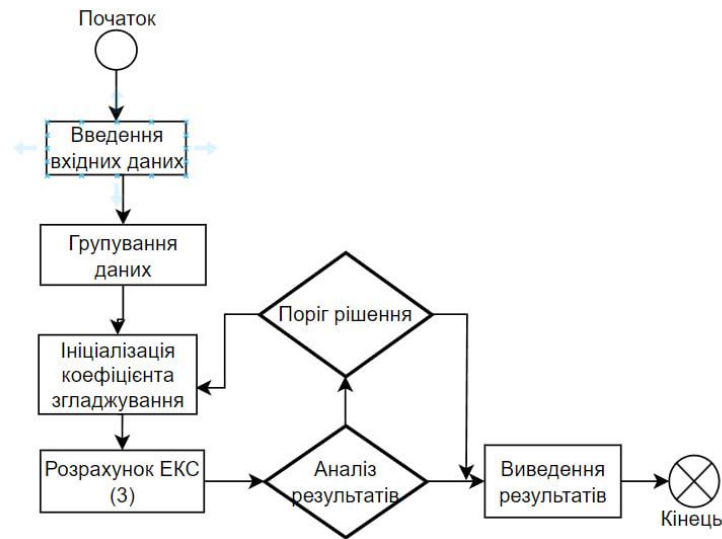 Початок
Введення
вхідних даних
Групування
даних
Поріг рішення
Ініціалізація
коефіцієнта
згладжування
Розрахунок ЕКС
(3)
Аналіз
результатів
Виведення
результатів
Кінець